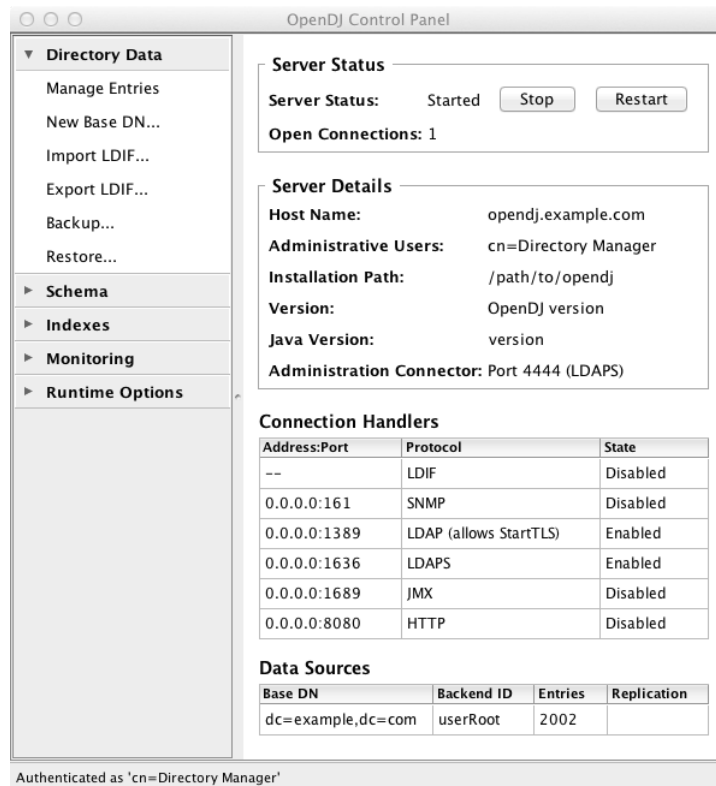 OpenDJ Control Panel
Directory Data
Manage Entries
New Base DN...
Import LDIF...
Export LDIF...
Backup...
Restore...
Schema
Indexes
Monitoring
Runtime Options
Server Status
Server Status: Started Stop Restart
Open Connections: 1
Server Details
Host Name: opendj.example.com
Administrative Users: cn=Directory Manager
Installation Path: /path/to/opendj
Version: OpenDJ version
Java Version: version
Administration Connector: Port 4444 (LDAPS)
Connection Handlers
Address:Port Protocol State
-- LDIF Disabled
0.0.0.0:161 SNMP Disabled
0.0.0.0:1389 LDAP (allows StartTLS) Enabled
0.0.0.0:1636 LDAPS Enabled
0.0.0.0:1689 JMX Disabled
0.0.0.0:8080 HTTP Disabled
Data Sources
Base DN Backend ID Entries Replication
dc=example,dc=com userRoot 2002
Authenticated as 'cn=Directory Manager'